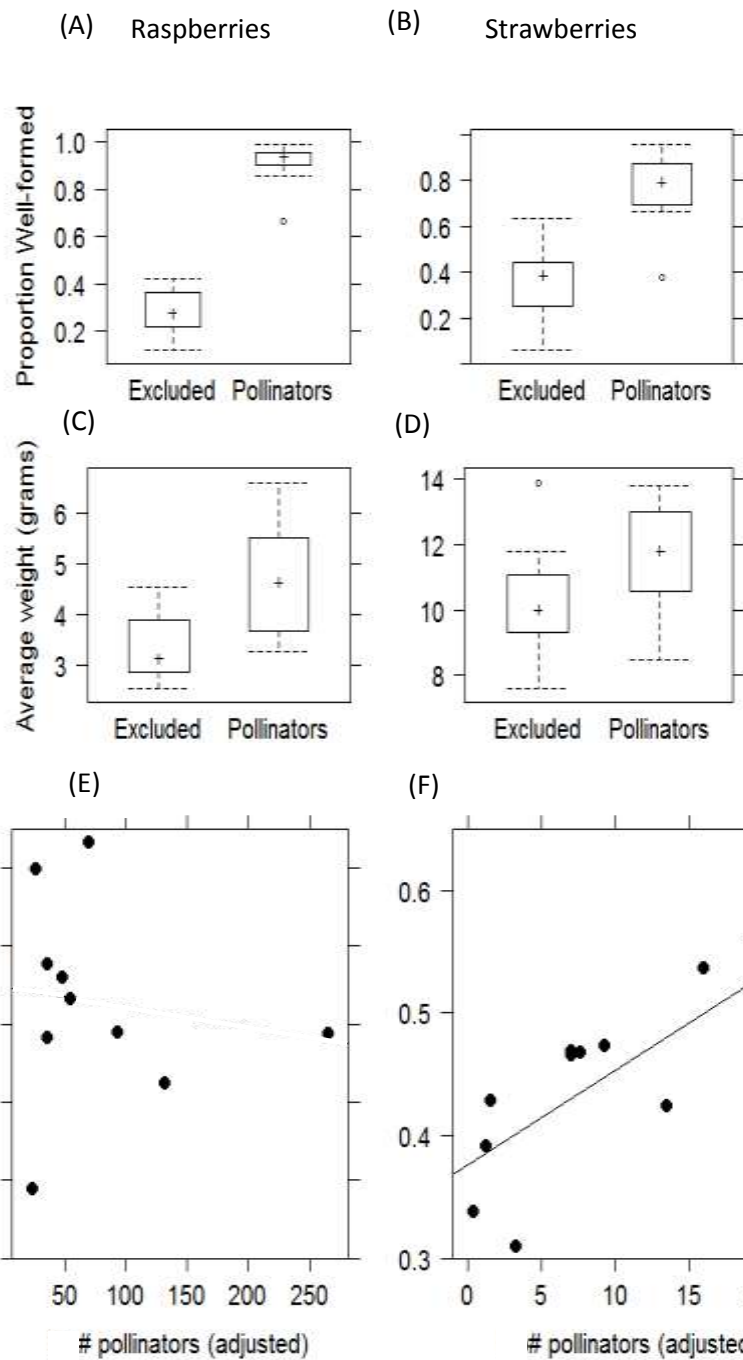 (A) Raspberries
(B) Strawberries
Proportion Well-formed
1.0
0.8
0.6
0.4
0.2
Excluded Pollinators
0.8
0.6
0.4
0.2
Excluded Pollinators
(C)
(D)
Average weight (grams)
6
5
4
3
Excluded Pollinators
14
12
10
8
Excluded Pollinators
(E)
(F)
50 100 150 200 250
# pollinators (adjusted)
0.6
0.5
0.4
0.3
0 5 10 15
# pollinators (adjusted